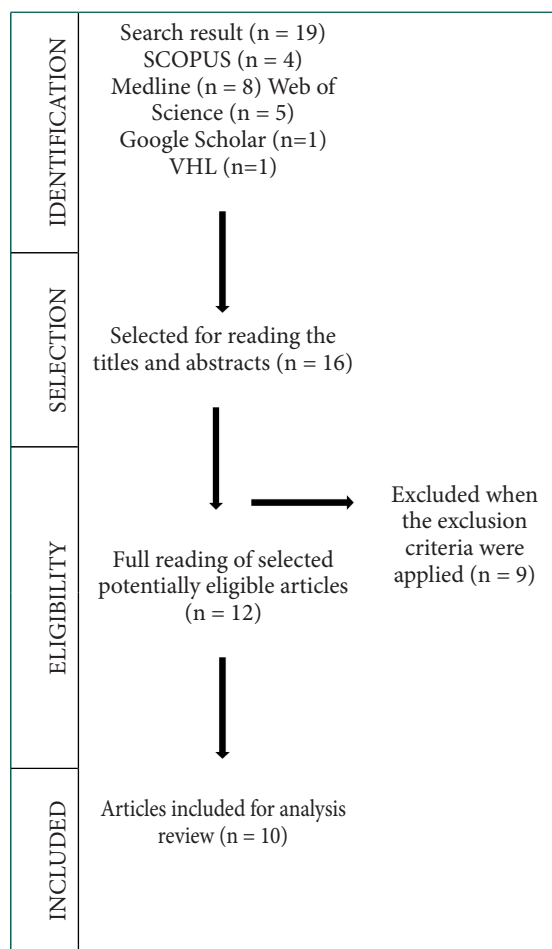 IDENTIFICATION
Search result (n = 19)
SCOPUS (n = 4)
Medline (n = 8) Web of
Science (n = 5)
Google Scholar (n=1)
VHL (n=1)
SELECTION
Selected for reading the
titles and abstracts (n = 16)
ELIGIBILITY
Full reading of selected
potentially eligible articles
(n = 12)
Excluded when
the exclusion
criteria were
applied (n = 9)
INCLUDED
Articles included for analysis
review (n = 10)